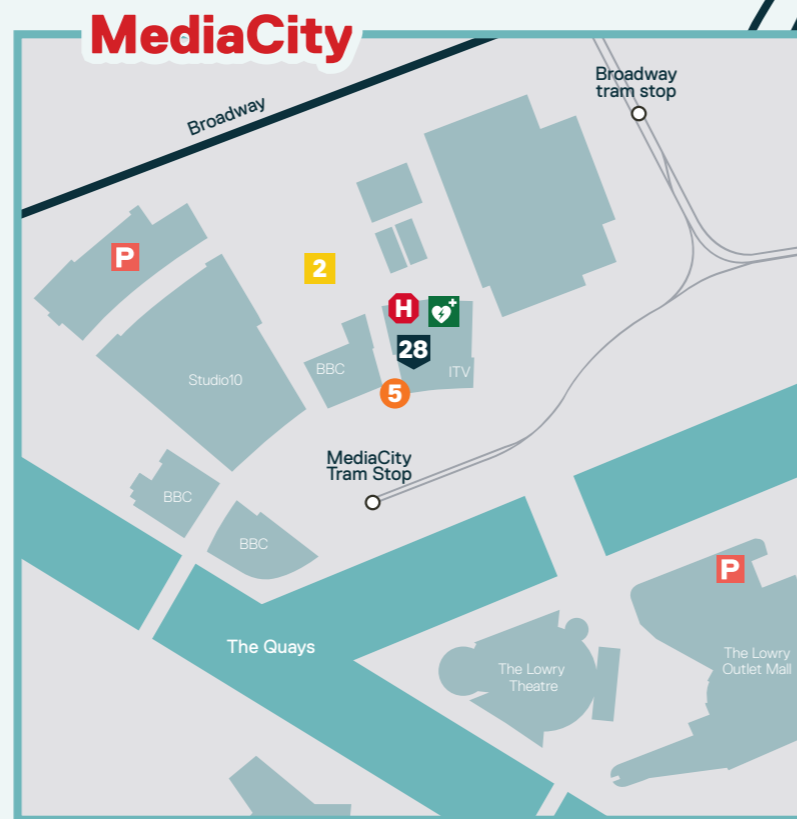 MediaCity
Broadway
tram stop
Broadway
P
2
H
28
BBC
ITV
Studio10
5
MediaCity
Tram Stop
BBC
BBC
P
The Quays
The Lowry
Theatre
The Lowry
Outlet Mall